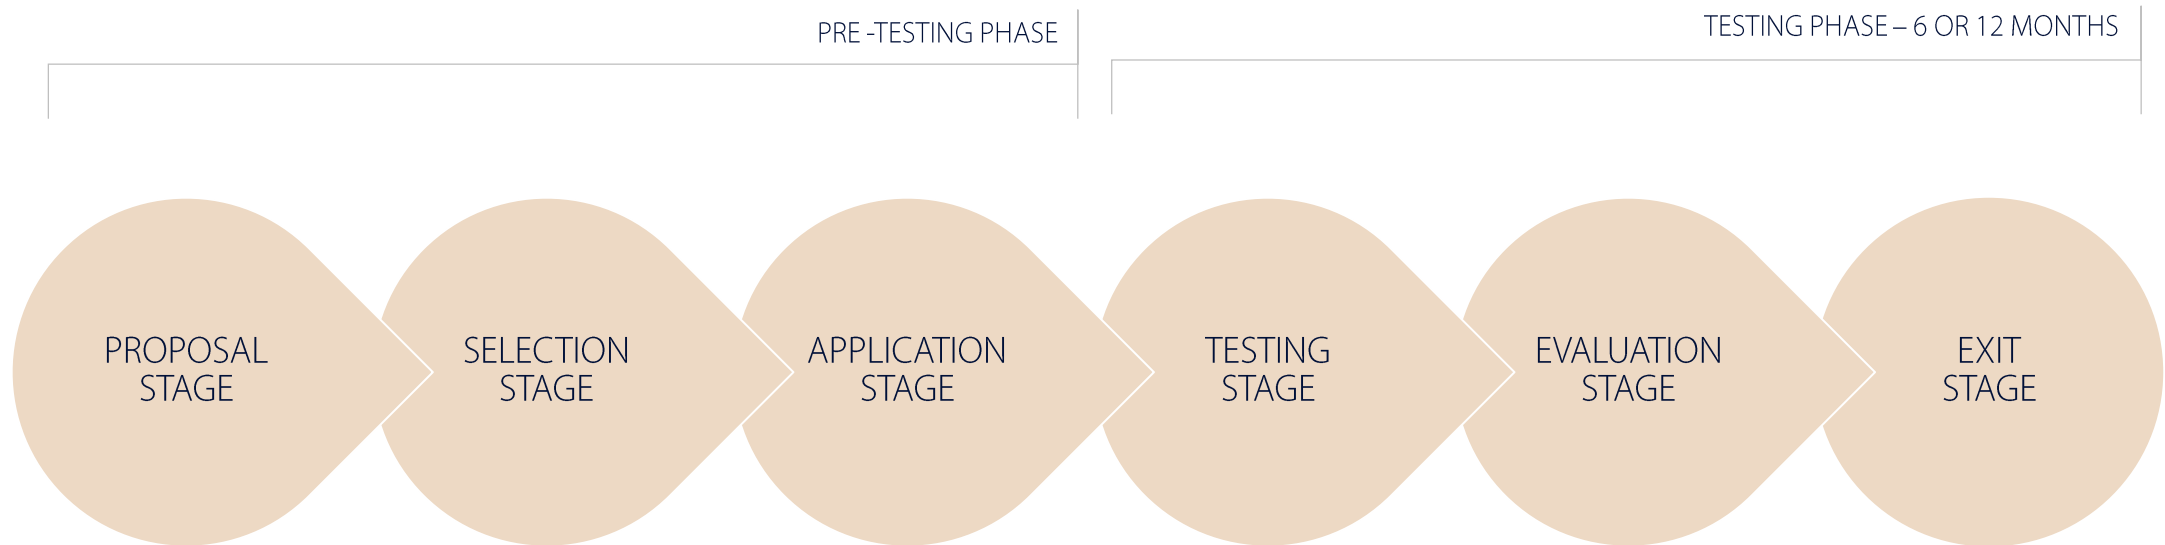 PRE -TESTING PHASE
TESTING PHASE – 6 OR 12 MONTHS
PROPOSAL
STAGE
SELECTION
STAGE
APPLICATION
STAGE
TESTING
STAGE
EVALUATION
STAGE
EXIT
STAGE